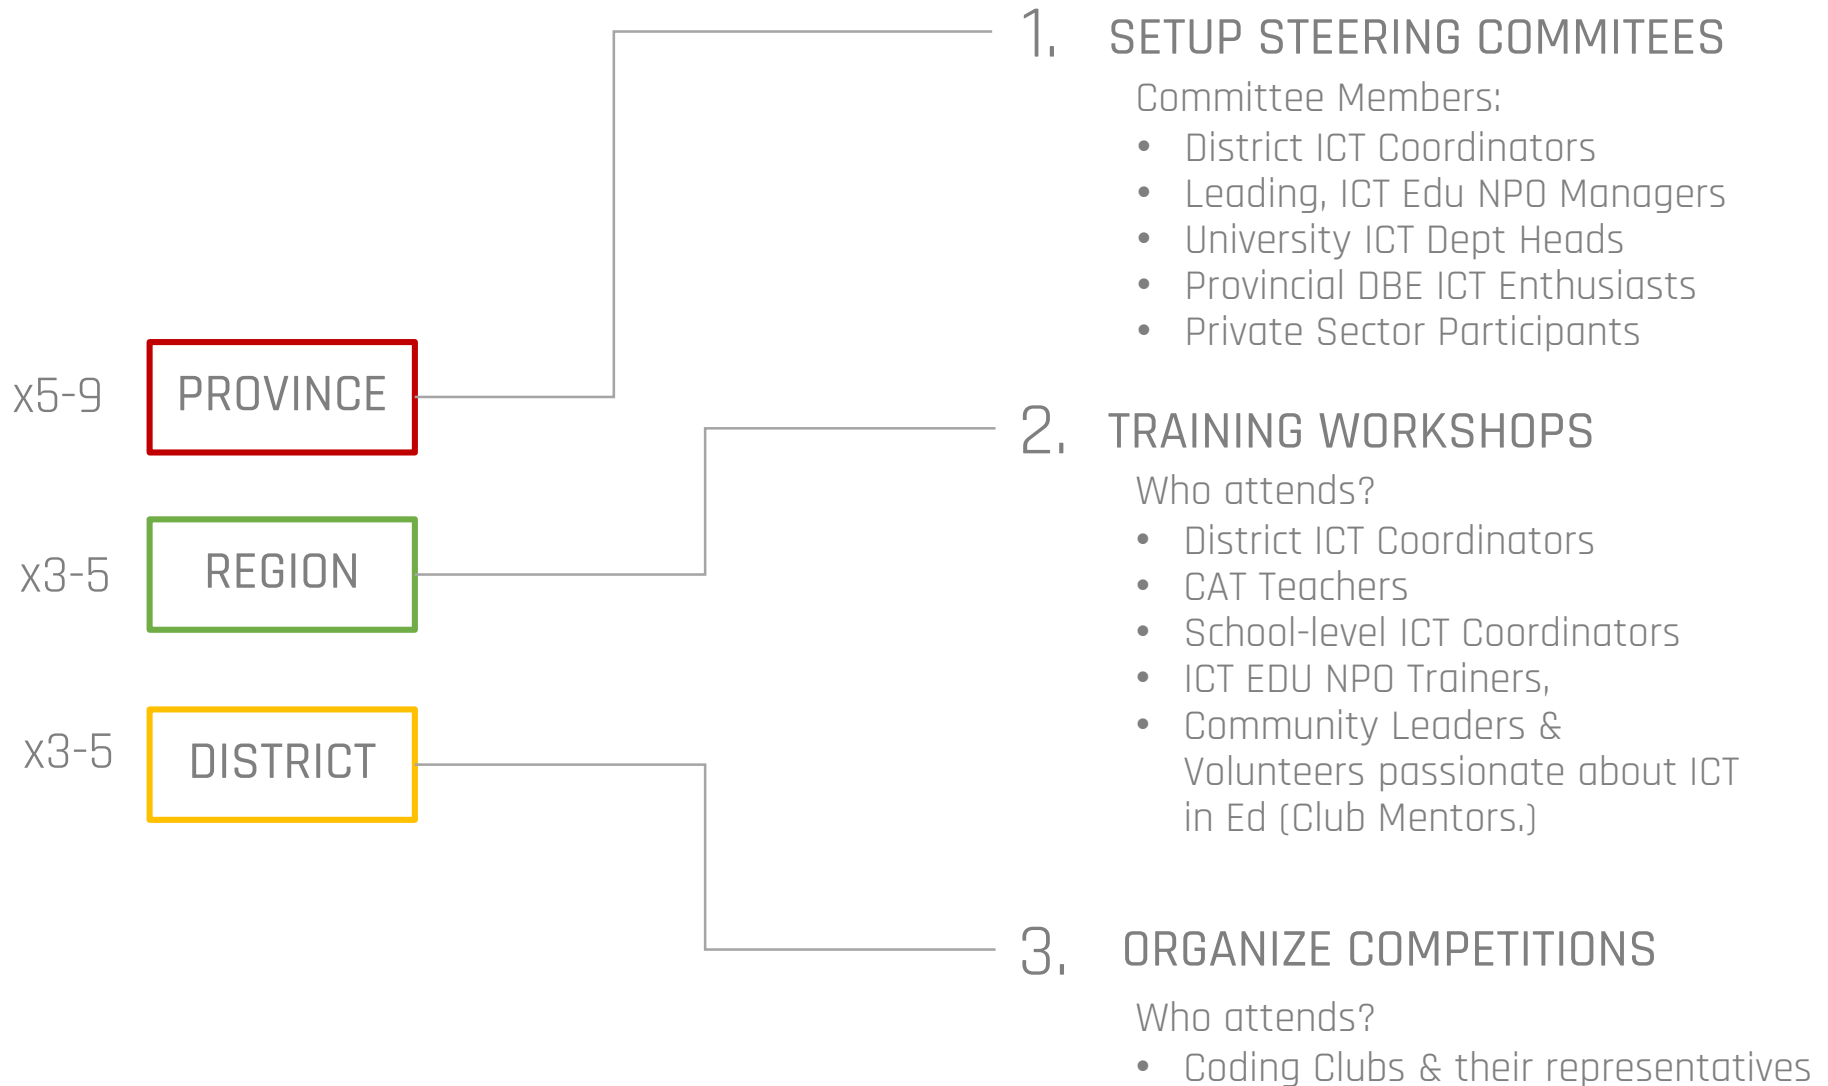 1. SETUP STEERING COMMITEES
Committee Members:
• District ICT Coordinators
• Leading, ICT Edu NPO Managers
• University ICT Dept Heads
• Provincial DBE ICT Enthusiasts
• Private Sector Participants
x5-9 PROVINCE
2. TRAINING WORKSHOPS
Who attends?
• District ICT Coordinators
• CAT Teachers
• School-level ICT Coordinators
• ICT EDU NPO Trainers,
• Community Leaders &
Volunteers passionate about ICT
in Ed (Club Mentors.)
x3-5 REGION
x3-5 DISTRICT
3. ORGANIZE COMPETITIONS
Who attends?
• Coding Clubs & their representatives